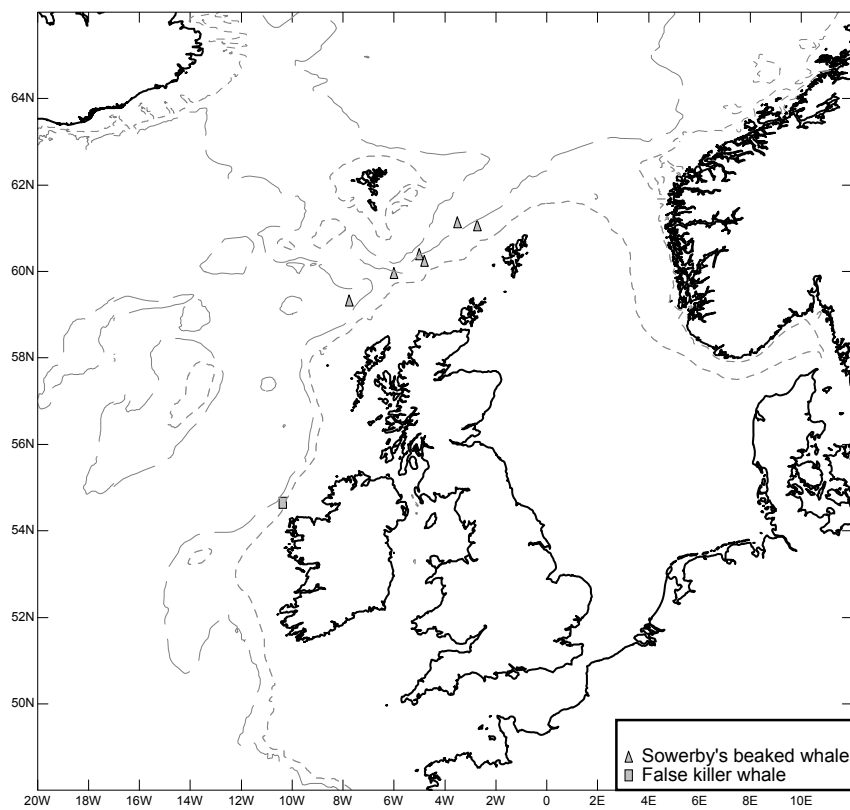 64N
62N
60N
58N
56N
54N
52N
50N
Sowerby's beaked whale
False killer whale
20W 18W 16W 14W 12W 10W 8W 6W 4W 2W 0 2E 4E 6E 8E 10E